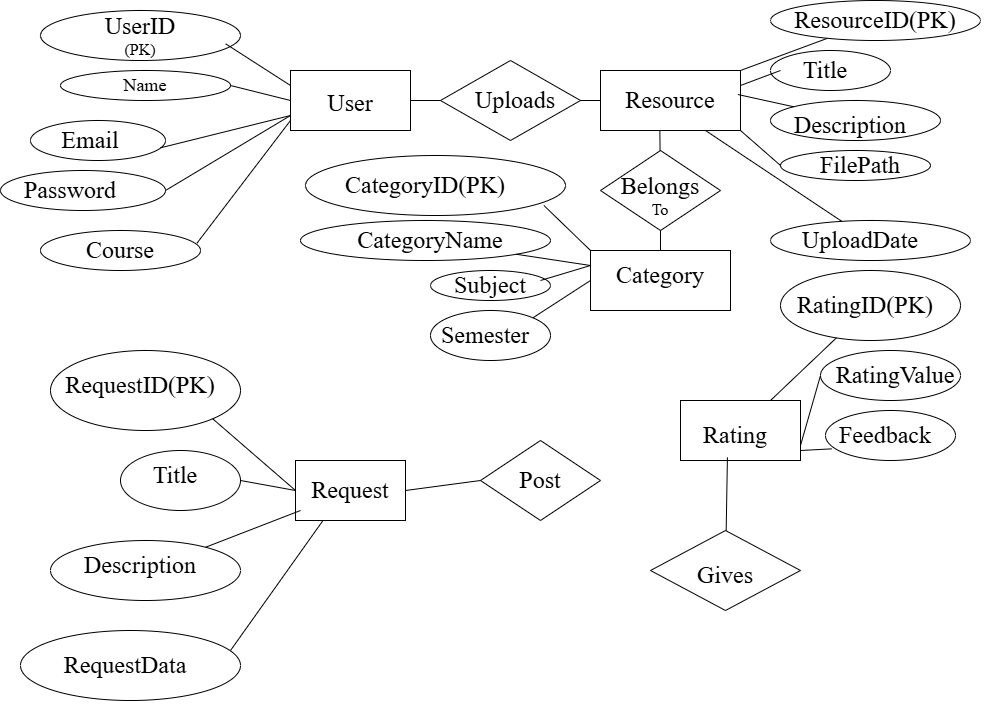 UserID
(PK)
Name
Email
Password
Course
User
Uploads
Resource
ResourceID(PK)
Title
Description
FilePath
UploadDate
Belongs
To
CategoryID(PK)
CategoryName
Subject
Semester
Category
RatingID(PK)
RatingValue
Feedback
Rating
Gives
RequestID(PK)
Title
Description
RequestData
Request
Post